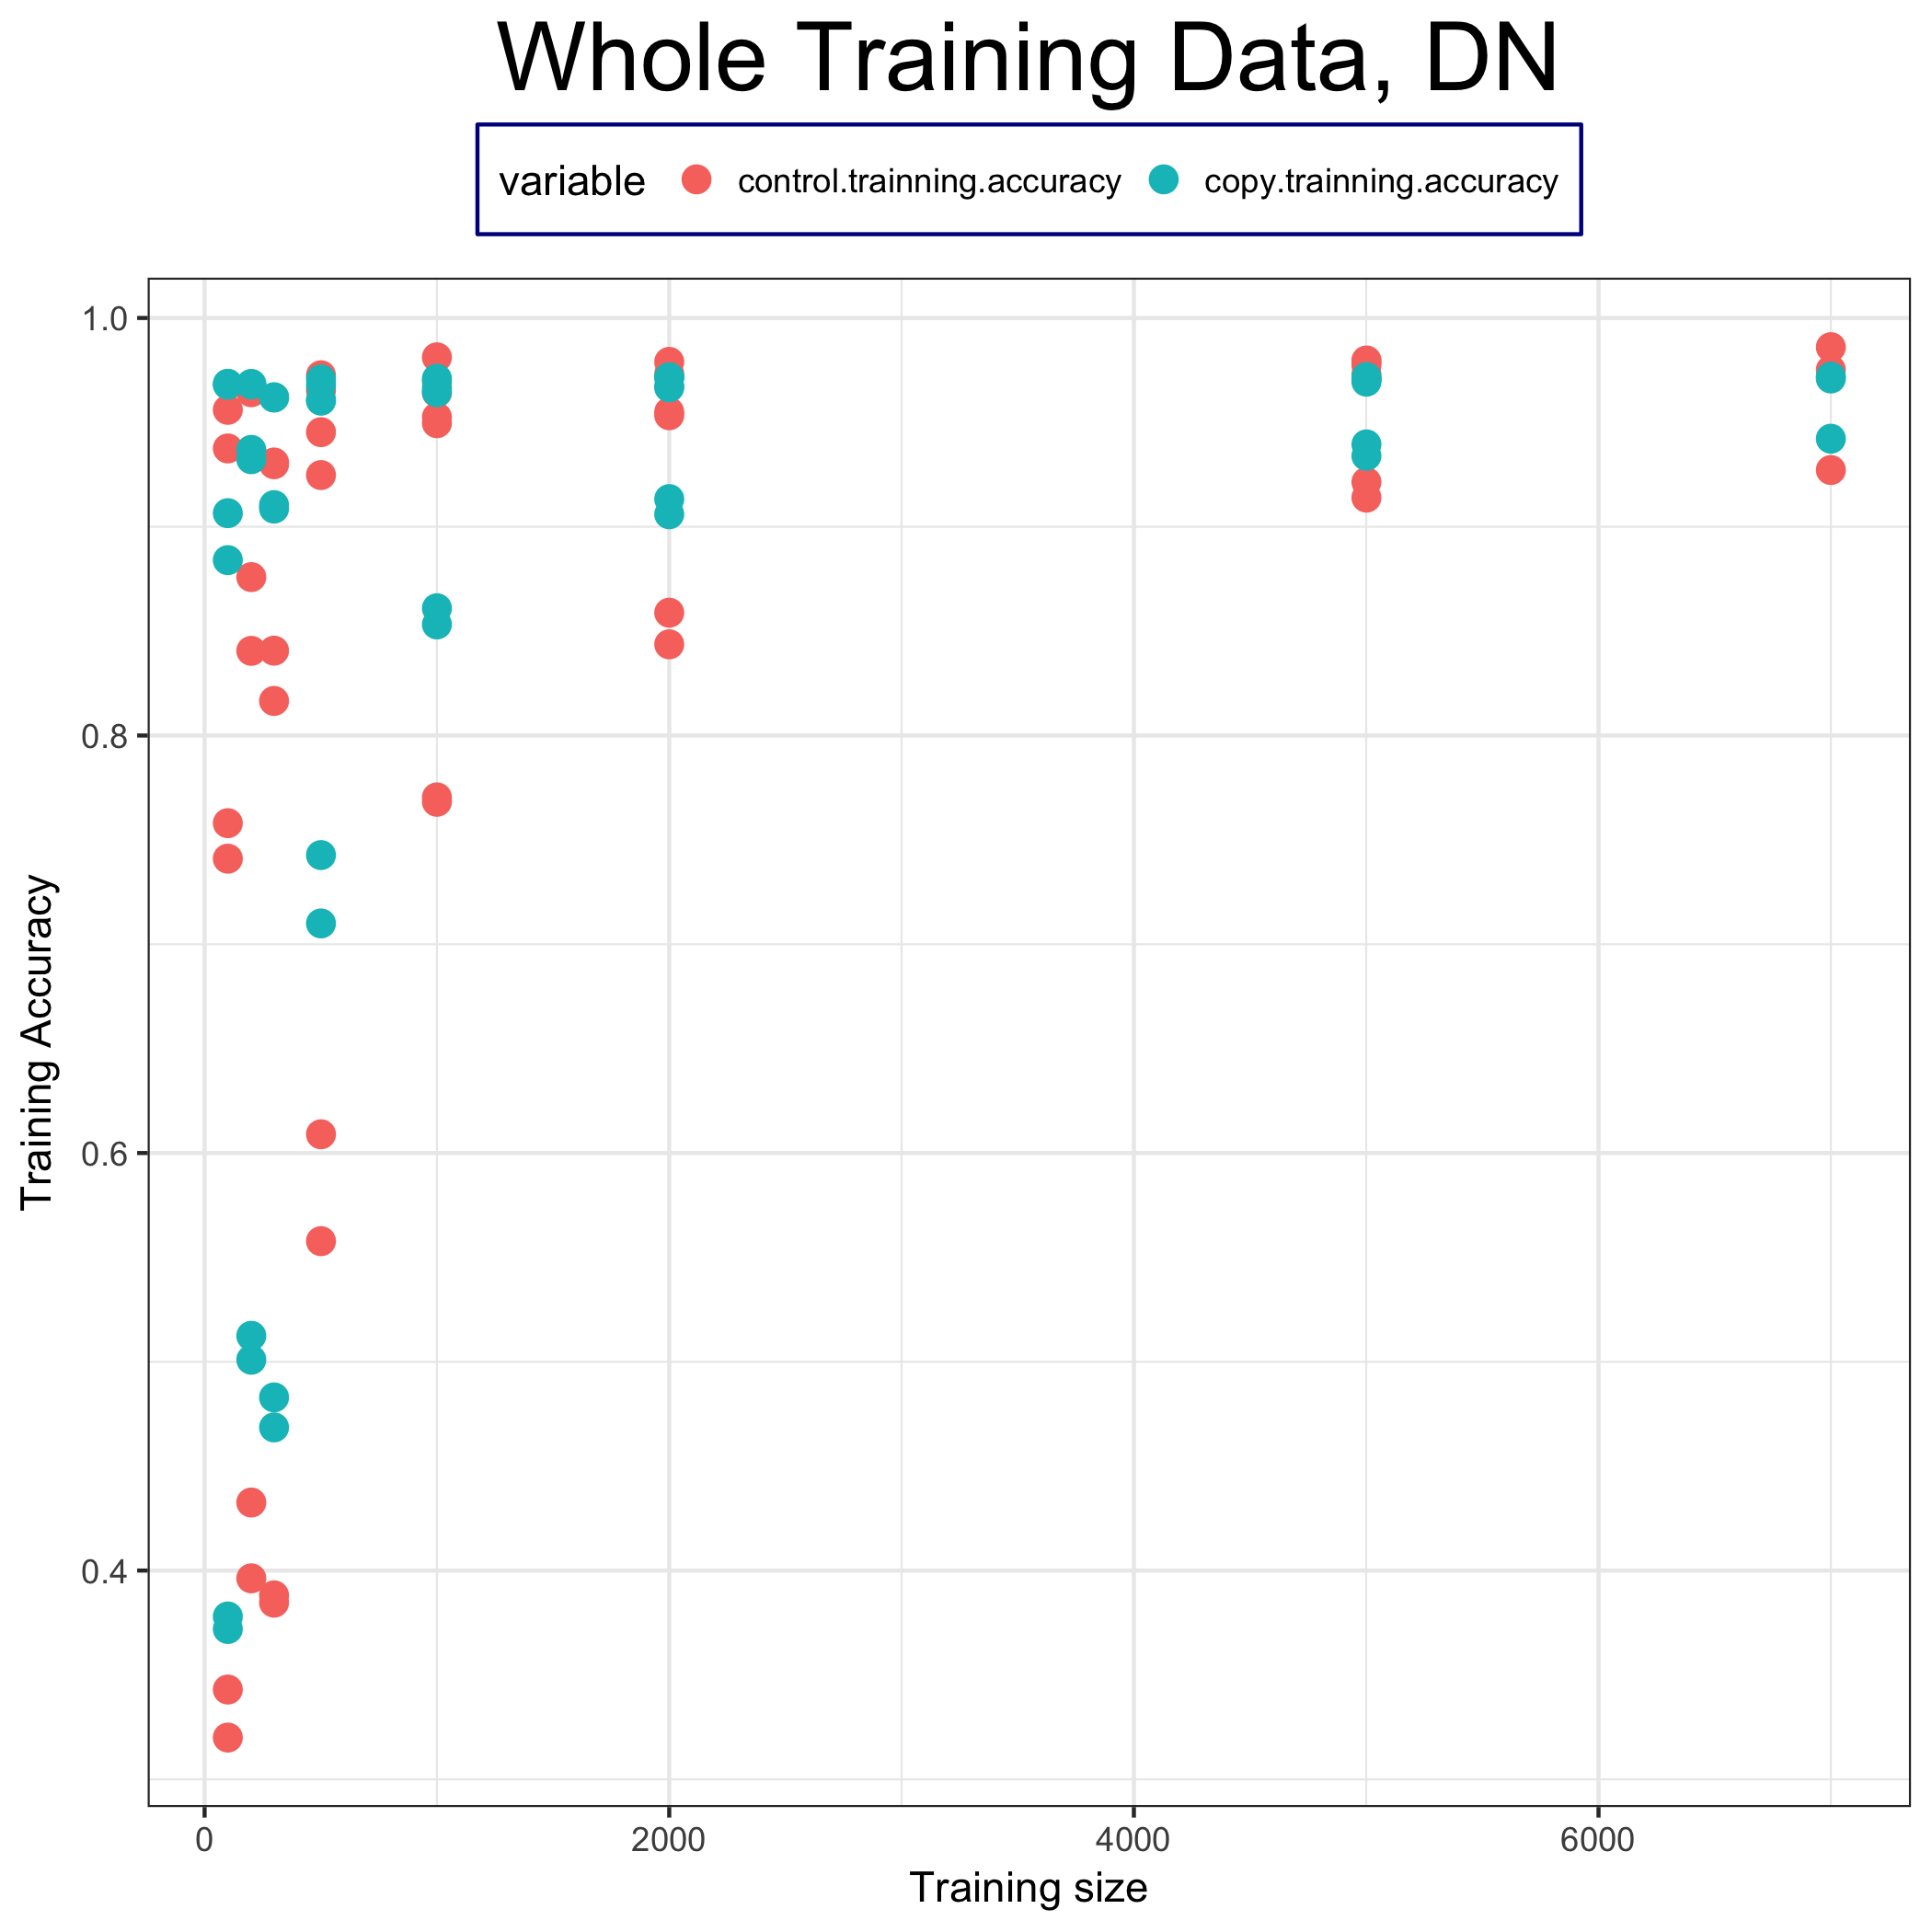 Whole Training Data, DN
variable control.trainning.accuracy copy.trainning.accuracy
1.0
0.8
0.6
0.4
Training Accuracy
0 2000 4000 6000
Training size